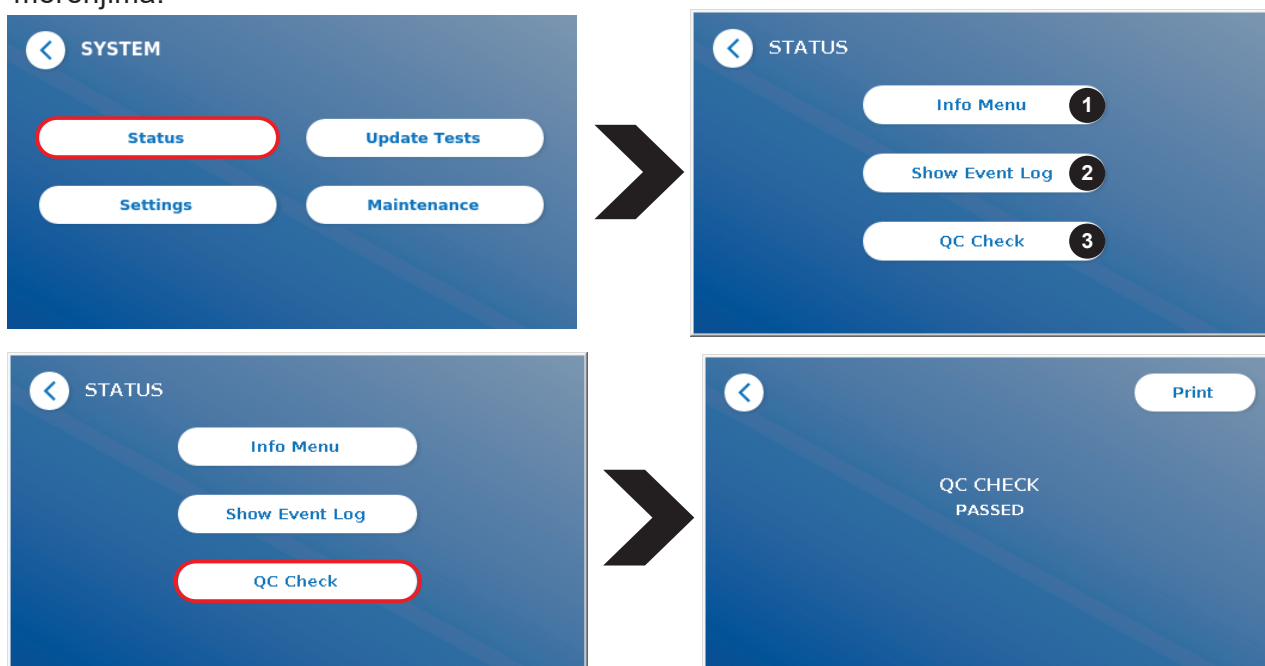 SYSTEM
Status
Update Tests
Settings
Maintenance
STATUS
Info Menu 1
Show Event Log 2
QC Check 3
STATUS
Info Menu
Show Event Log
QC Check
Print
QC CHECK
PASSED